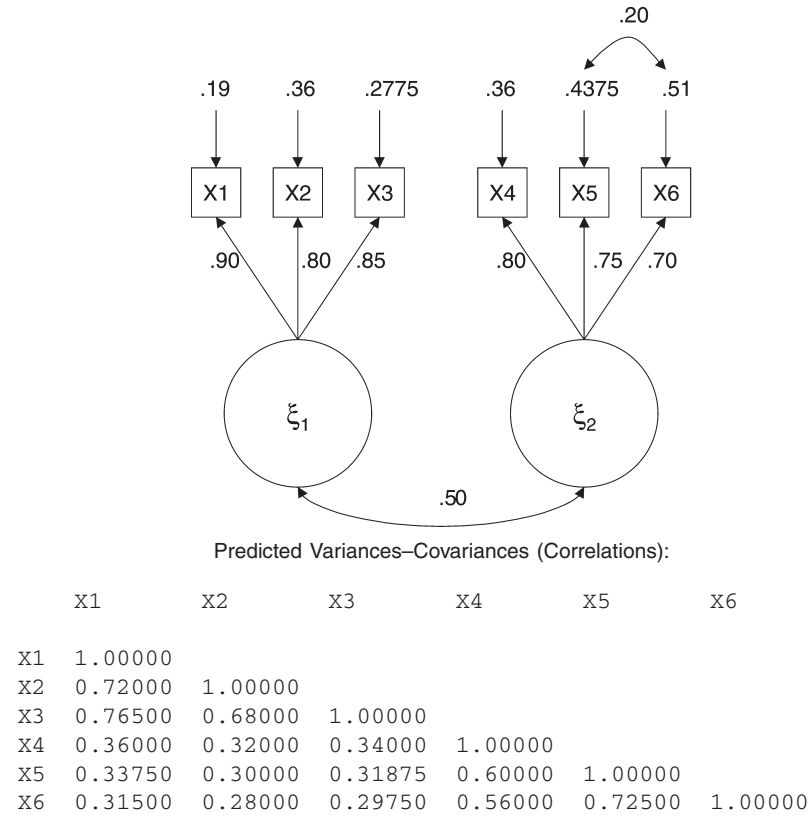 .20
.19 .36 .2775 .36 .4375 .51
X1 X2 X3 X4 X5 X6
.90 .80 .85 .80 .75 .70
ξ1 ξ2
.50
Predicted Variances–Covariances (Correlations):
X1 X2 X3 X4 X5 X6
X1 1.00000
X2 0.72000 1.00000
X3 0.76500 0.68000 1.00000
X4 0.36000 0.32000 0.34000 1.00000
X5 0.33750 0.30000 0.31875 0.60000 1.00000
X6 0.31500 0.28000 0.29750 0.56000 0.72500 1.00000